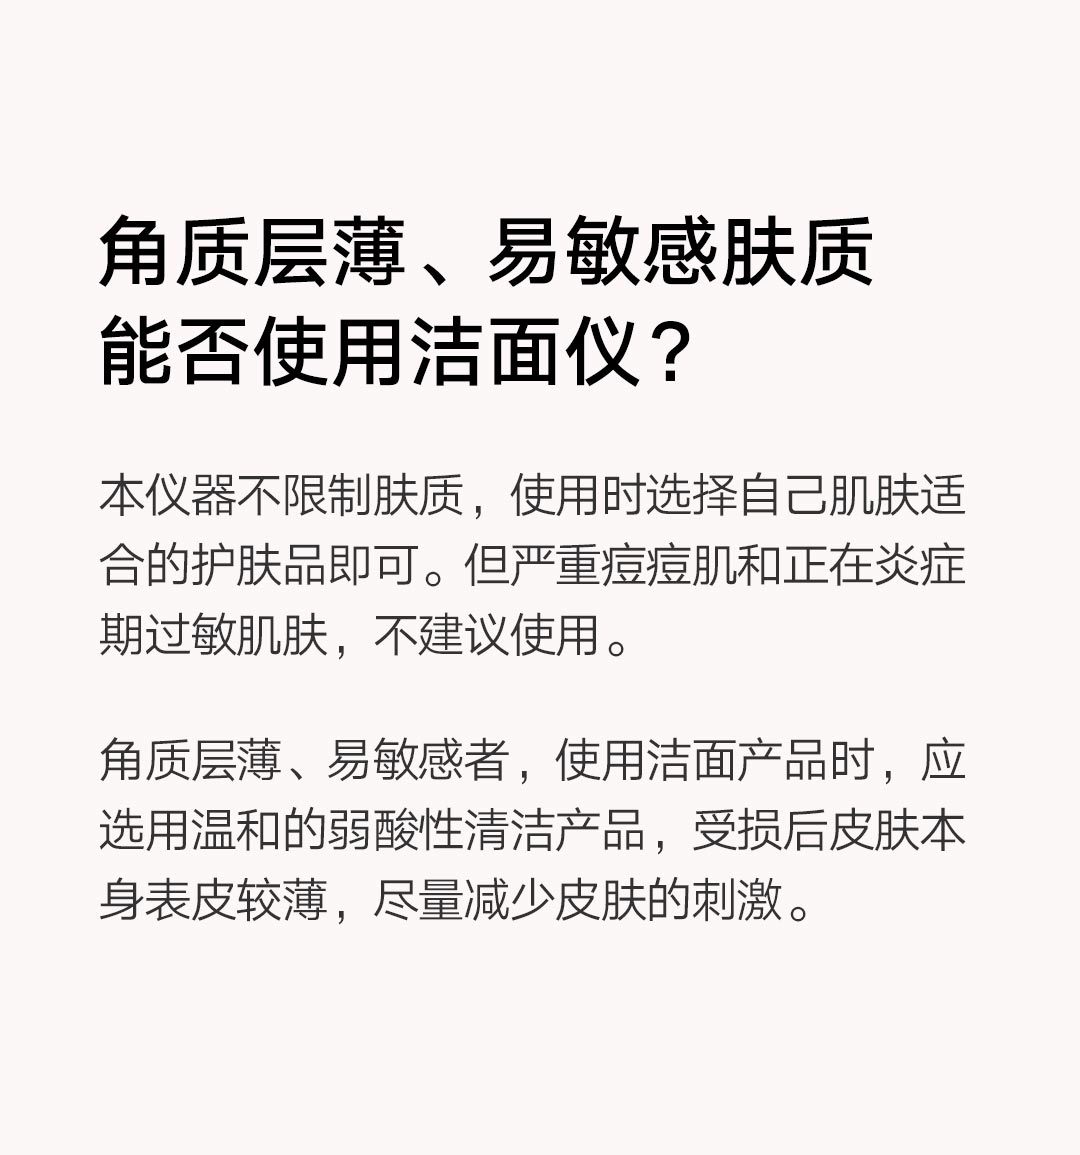 角质层薄、易敏感肤质
能否使用洁面仪？
本仪器不限制肤质，使用时选择自己肌肤适
合的护肤品即可。但严重痘痘肌和正在炎症
期过敏肌肤，不建议使用。
角质层薄、易敏感者，使用洁面产品时，应
选用温和的弱酸性清洁产品，受损后皮肤本
身表皮较薄，尽量减少皮肤的刺激。